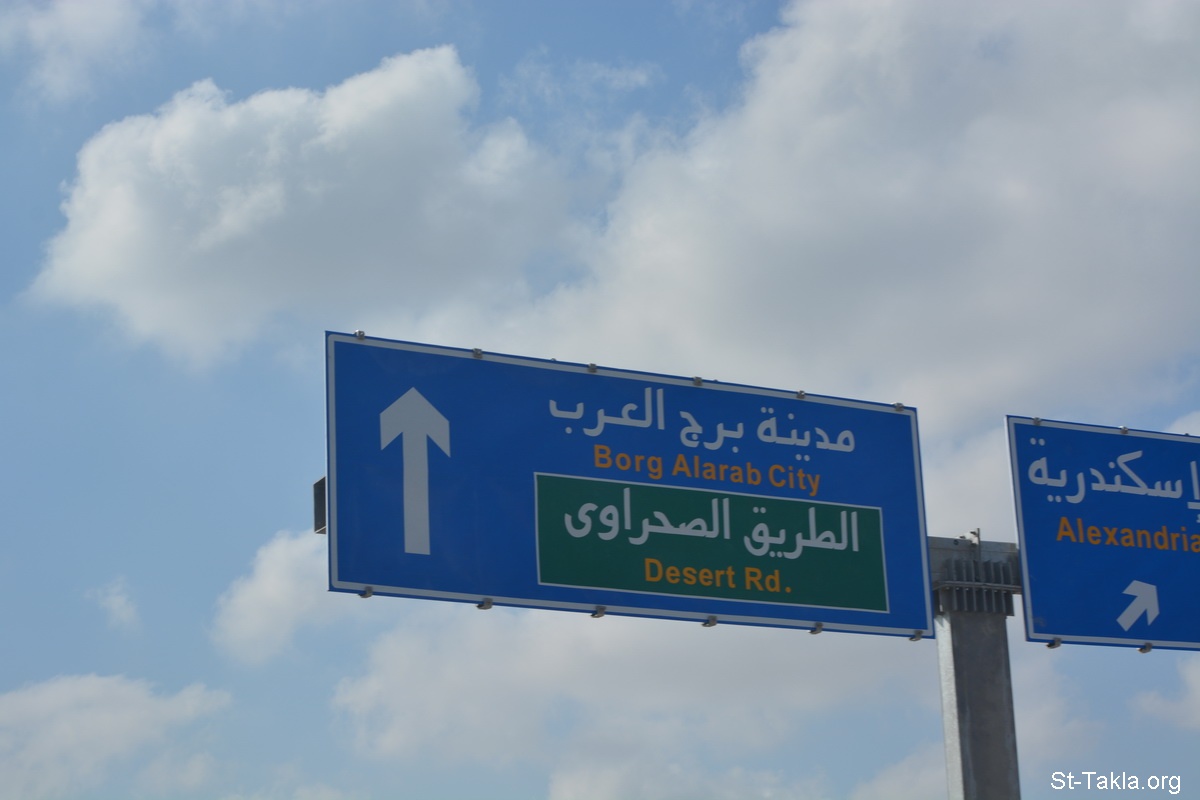 مدينة برج العرب
Borg Alarab City
الطريق الصحراوى
Desert Rd.
إسكندرية
Alexandria
St-Takla.org